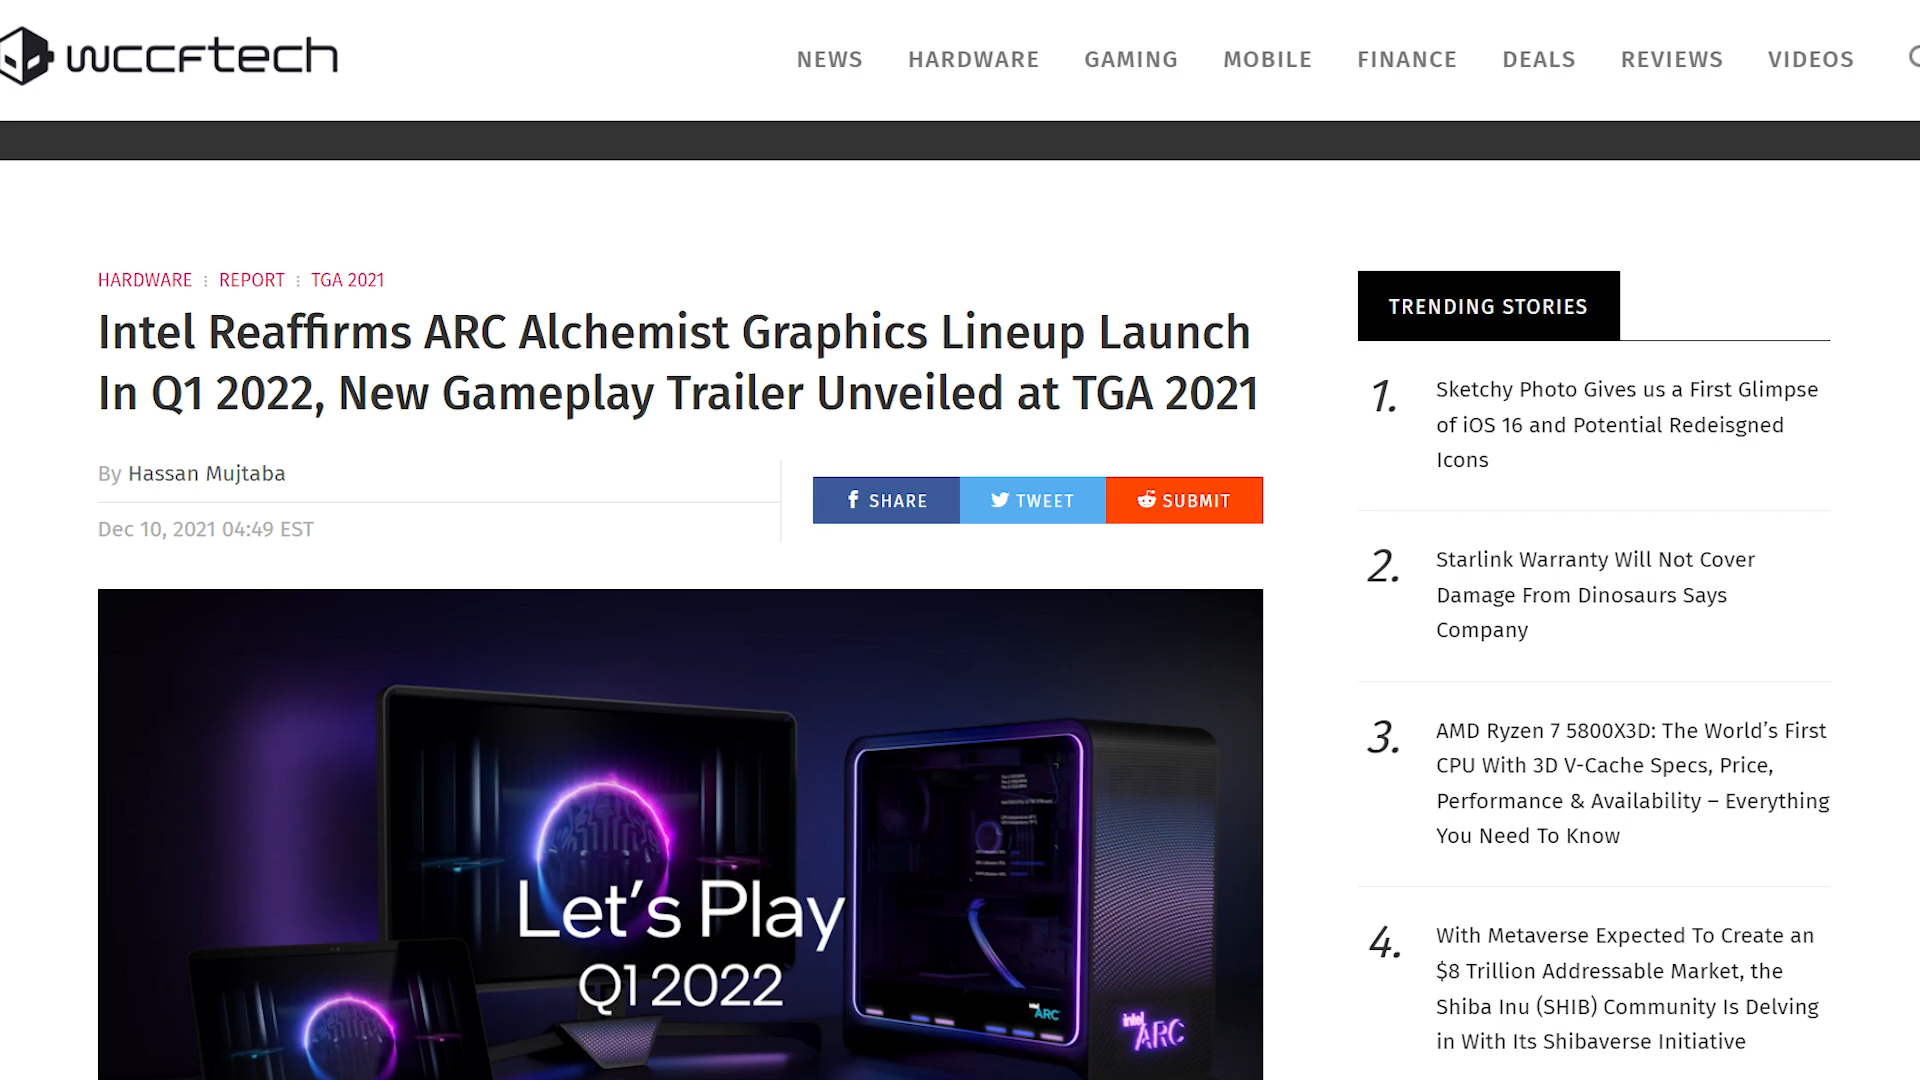 wccftech
NEWS HARDWARE GAMING MOBILE FINANCE DEALS REVIEWS VIDEOS
HARDWARE REPORT TGA 2021
Intel Reaffirms ARC Alchemist Graphics Lineup Launch
In Q1 2022, New Gameplay Trailer Unveiled at TGA 2021
By Hassan Mujtaba
Dec 10, 2021 04:49 EST
SHARE TWEET SUBMIT
Let's Play
Q1 2022
intel ARC
intel ARC
TRENDING STORIES
1. Sketchy Photo Gives us a First Glimpse
of iOS 16 and Potential Redeisgned
Icons
2. Starlink Warranty Will Not Cover
Damage From Dinosaurs Says
Company
3. AMD Ryzen 7 5800X3D: The World’s First
CPU With 3D V-Cache Specs, Price,
Performance & Availability – Everything
You Need To Know
4. With Metaverse Expected To Create an
$8 Trillion Addressable Market, the
Shiba Inu (SHIB) Community Is Delving
in With Its Shibaverse Initiative